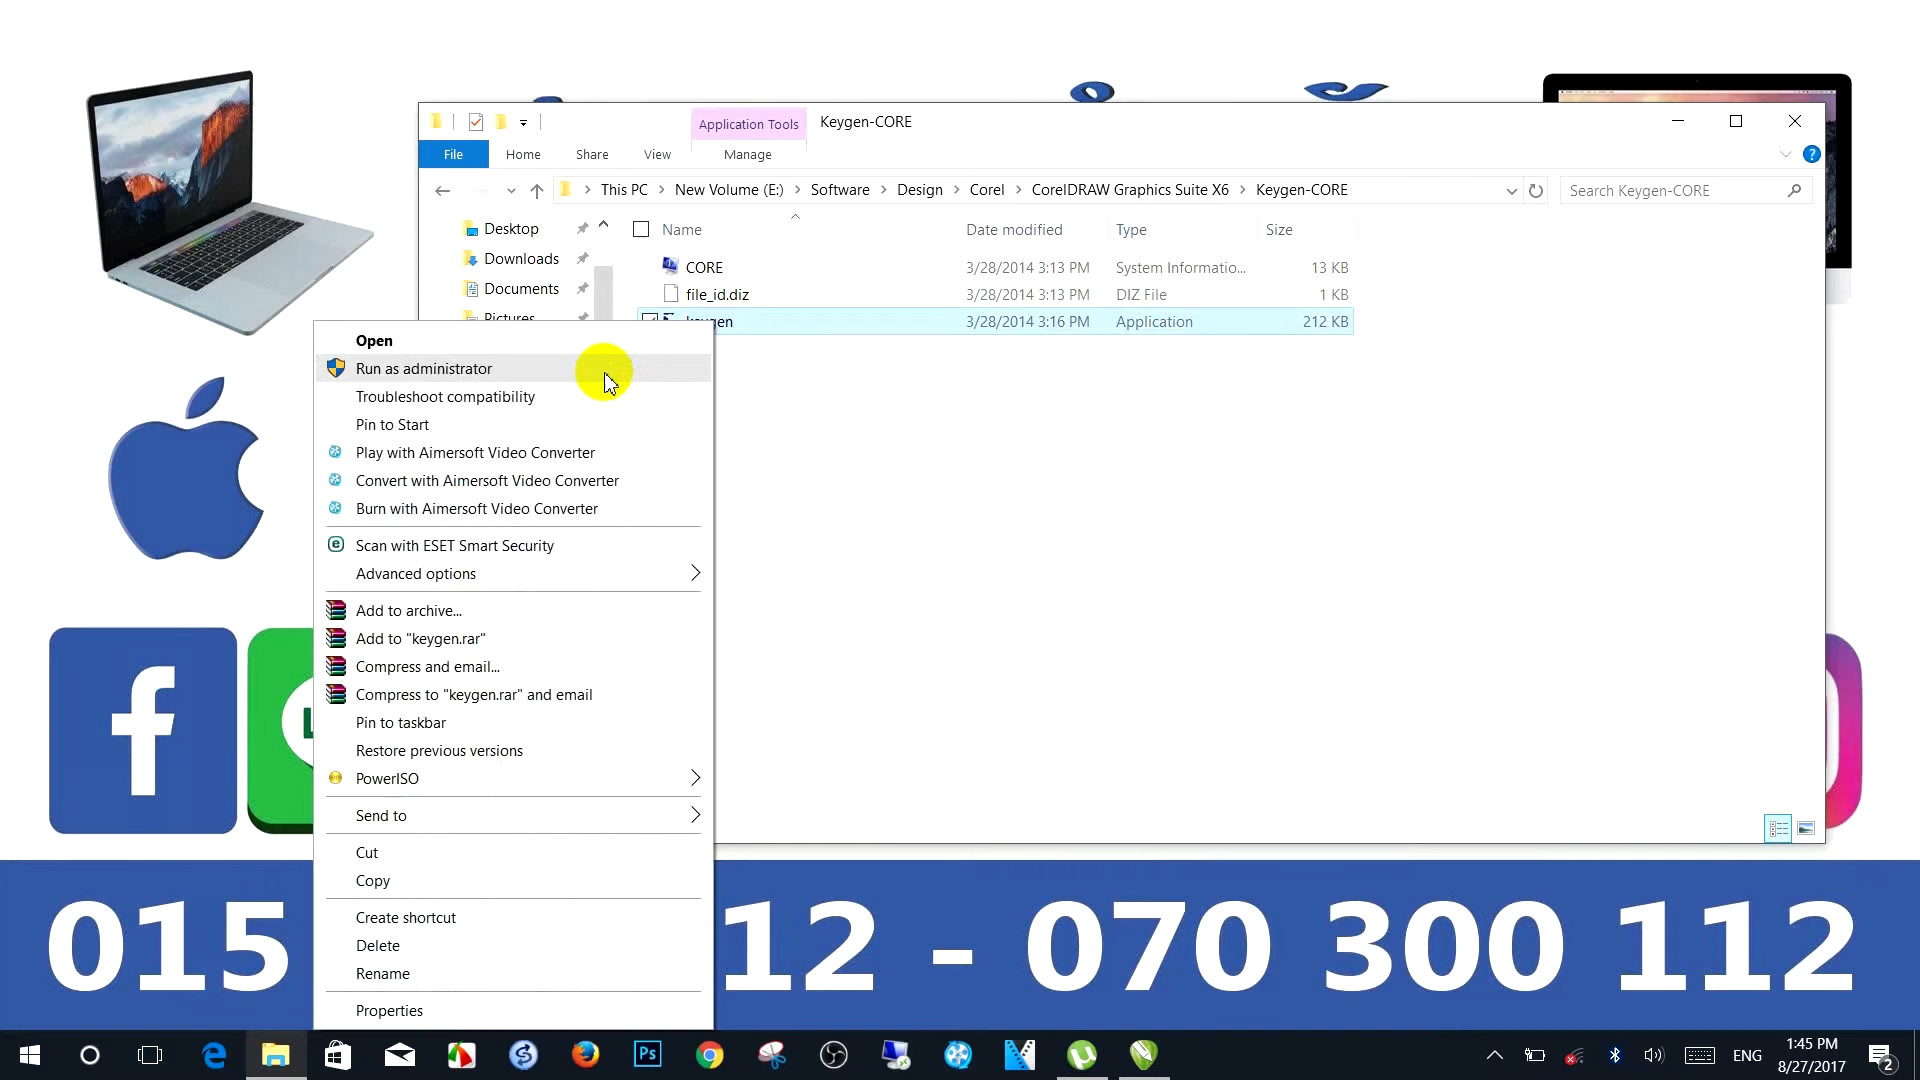 Application Tools
Keygen-CORE
File
Home
Share
View
Manage
This PC
New Volume (E:)
Software
Design
Corel
CorelDRAW Graphics Suite X6
Keygen-CORE
Search Keygen-CORE
Desktop
Downloads
Documents
Pictures
Name
Date modified
Type
Size
CORE
3/28/2014 3:13 PM
System Informatio...
13 KB
file_id.diz
3/28/2014 3:13 PM
DIZ File
1 KB
keygen
3/28/2014 3:16 PM
Application
212 KB
Open
Run as administrator
Troubleshoot compatibility
Pin to Start
Play with Aimersoft Video Converter
Convert with Aimersoft Video Converter
Burn with Aimersoft Video Converter
Scan with ESET Smart Security
Advanced options
Add to archive...
Add to "keygen.rar"
Compress and email...
Compress to "keygen.rar" and email
Pin to taskbar
Restore previous versions
PowerISO
Send to
Cut
Copy
Create shortcut
Delete
Rename
Properties
015
12 - 070 300 112
Ps
ENG
1:45 PM
8/27/2017
2